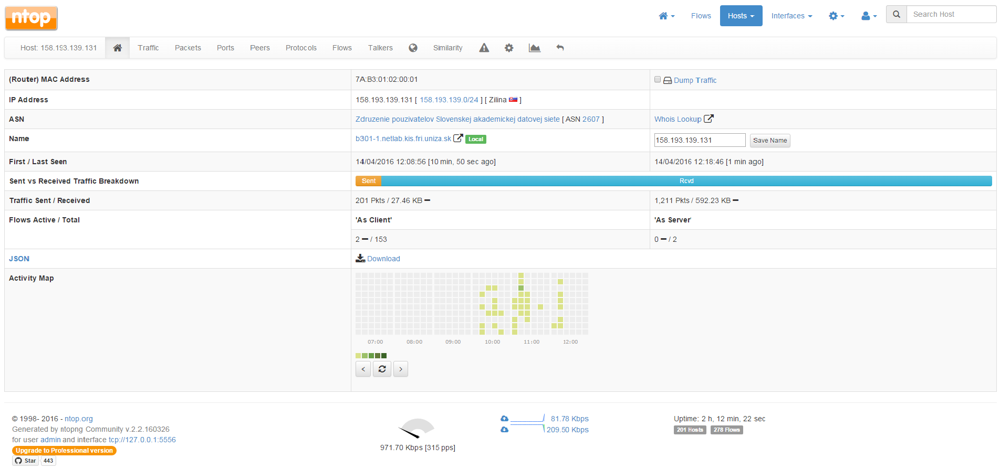 ntop
Flows
Hosts
Interfaces
Search Host
Host: 158.193.139.131
Traffic
Packets
Ports
Peers
Protocols
Flows
Talkers
Similarity
(Router) MAC Address
7A:B3:01:02:00:01
Dump Traffic
IP Address
158.193.139.131 [ 158.193.139.0/24 ] [ Zilina ]
ASN
Zdruzenie pouzivatelov Slovenskej akademickej datovej siete [ ASN 2607 ]
Whois Lookup
Name
b301-1.netlab.kis.fri.uniza.sk Local
158.193.139.131
Save Name
First / Last Seen
14/04/2016 12:08:56 [10 min, 50 sec ago]
14/04/2016 12:18:46 [1 min ago]
Sent vs Received Traffic Breakdown
Sent
Rcvd
Traffic Sent / Received
201 Pkts / 27.46 KB
1,211 Pkts / 592.23 KB
Flows Active / Total
'As Client'
'As Server'
2 / 153
0 / 2
JSON
Download
Activity Map
07:00 08:00 09:00 10:00 11:00 12:00
< >
© 1998- 2016 - ntop.org
Generated by ntopng Community v.2.2.160326
for user admin and interface tcp://127.0.0.1:5556
Upgrade to Professional version
Star 443
971.70 Kbps [315 pps]
81.78 Kbps
209.50 Kbps
Uptime: 2 h, 12 min, 22 sec
201 Hosts 278 Flows